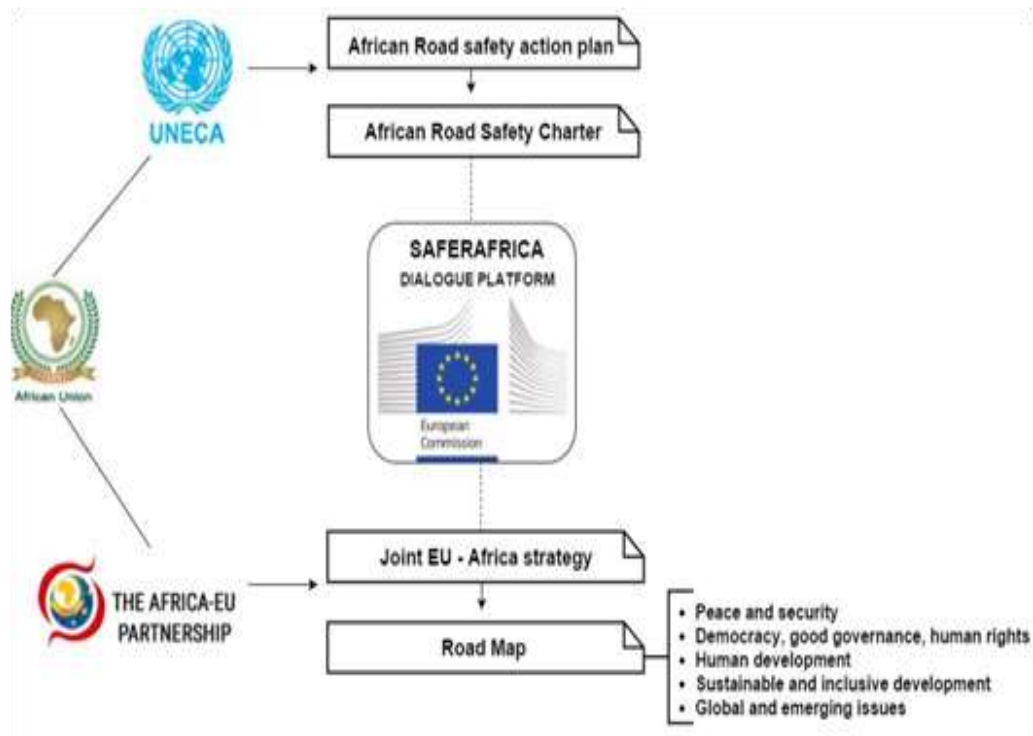 African Road safety action plan
UNECA
African Road Safety Charter
SAFERAFRICA
DIALOGUE PLATFORM
African Union
European
Commission
Joint EU - Africa strategy
THE AFRICA-EU
PARTNERSHIP
Road Map
• Peace and security
• Democracy, good governance, human rights
• Human development
• Sustainable and inclusive development
• Global and emerging issues